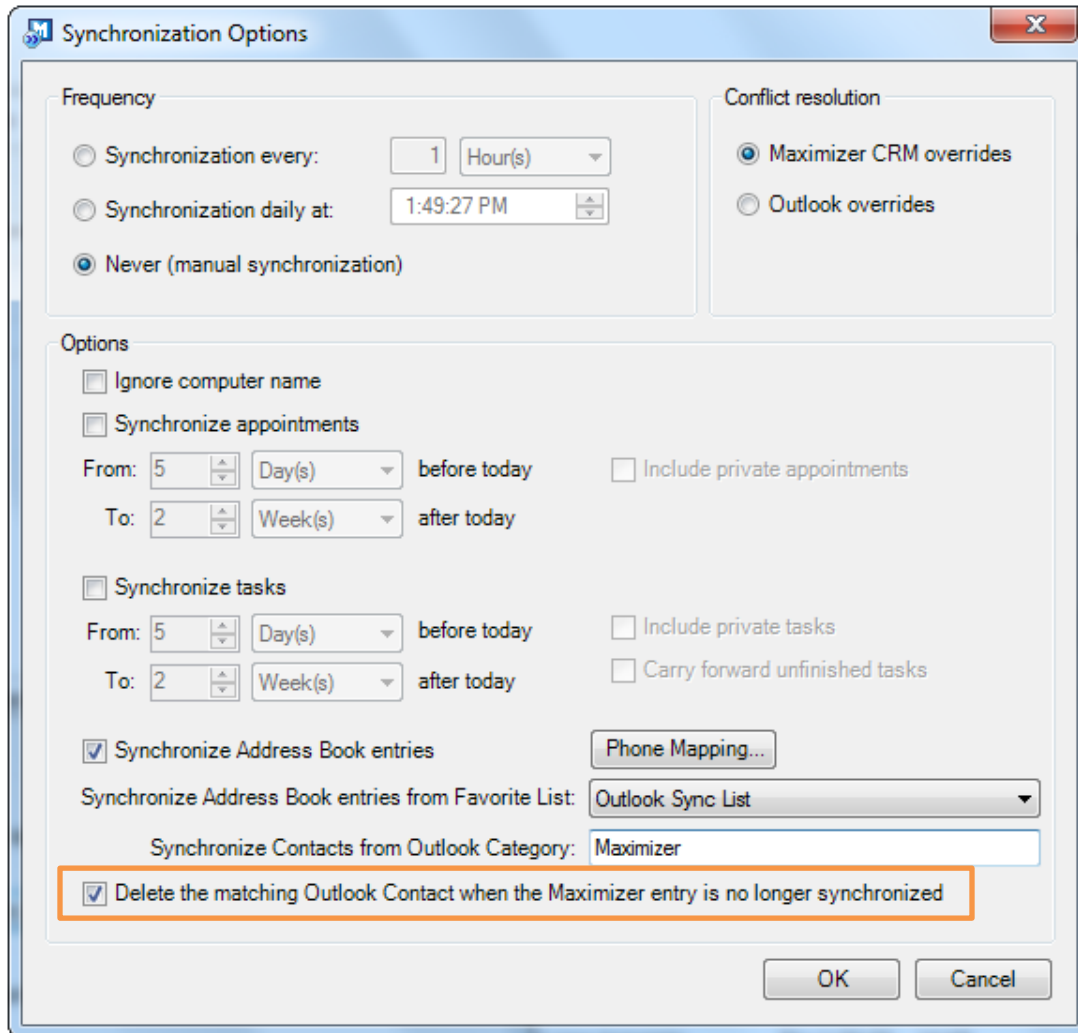 Synchronization Options
Frequency
Synchronization every: 1 Hour(s)
Synchronization daily at: 1:49:27 PM
Never (manual synchronization)
Conflict resolution
Maximizer CRM overrides
Outlook overrides
Options
Ignore computer name
Synchronize appointments
From: 5 Day(s) before today Include private appointments
To: 2 Week(s) after today
Synchronize tasks
From: 5 Day(s) before today Include private tasks
To: 2 Week(s) after today Carry forward unfinished tasks
Synchronize Address Book entries Phone Mapping...
Synchronize Address Book entries from Favorite List: Outlook Sync List
Synchronize Contacts from Outlook Category: Maximizer
Delete the matching Outlook Contact when the Maximizer entry is no longer synchronized
OK Cancel